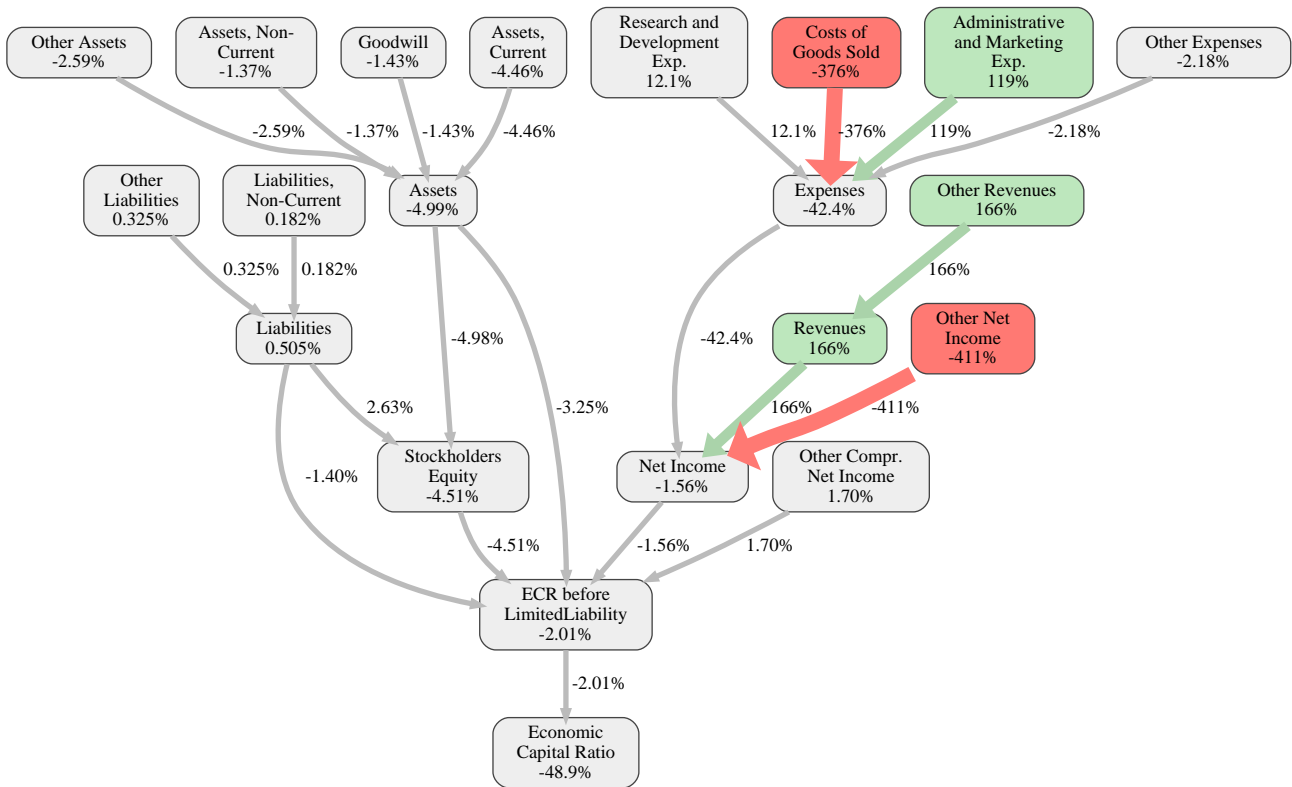 Other Assets
-2.59%
Assets, Non-
Current
-1.37%
Goodwill
-1.43%
Assets,
Current
-4.46%
Research and
Development
Exp.
12.1%
Costs of
Goods Sold
-376%
Administrative
and Marketing
Exp.
119%
Other Expenses
-2.18%
-2.59%
-1.37%
-1.43%
-4.46%
12.1%
-376%
119%
-2.18%
Other
Liabilities
0.325%
Liabilities,
Non-Current
0.182%
Assets
-4.99%
Expenses
-42.4%
Other Revenues
166%
0.325%
0.182%
166%
Liabilities
0.505%
-4.98%
-42.4%
Revenues
166%
Other Net
Income
-411%
2.63%
-3.25%
166%
-411%
-1.40%
Stockholders
Equity
-4.51%
Net Income
-1.56%
Other Compr.
Net Income
1.70%
-4.51%
-1.56%
1.70%
ECR before
LimitedLiability
-2.01%
-2.01%
Economic
Capital Ratio
-48.9%